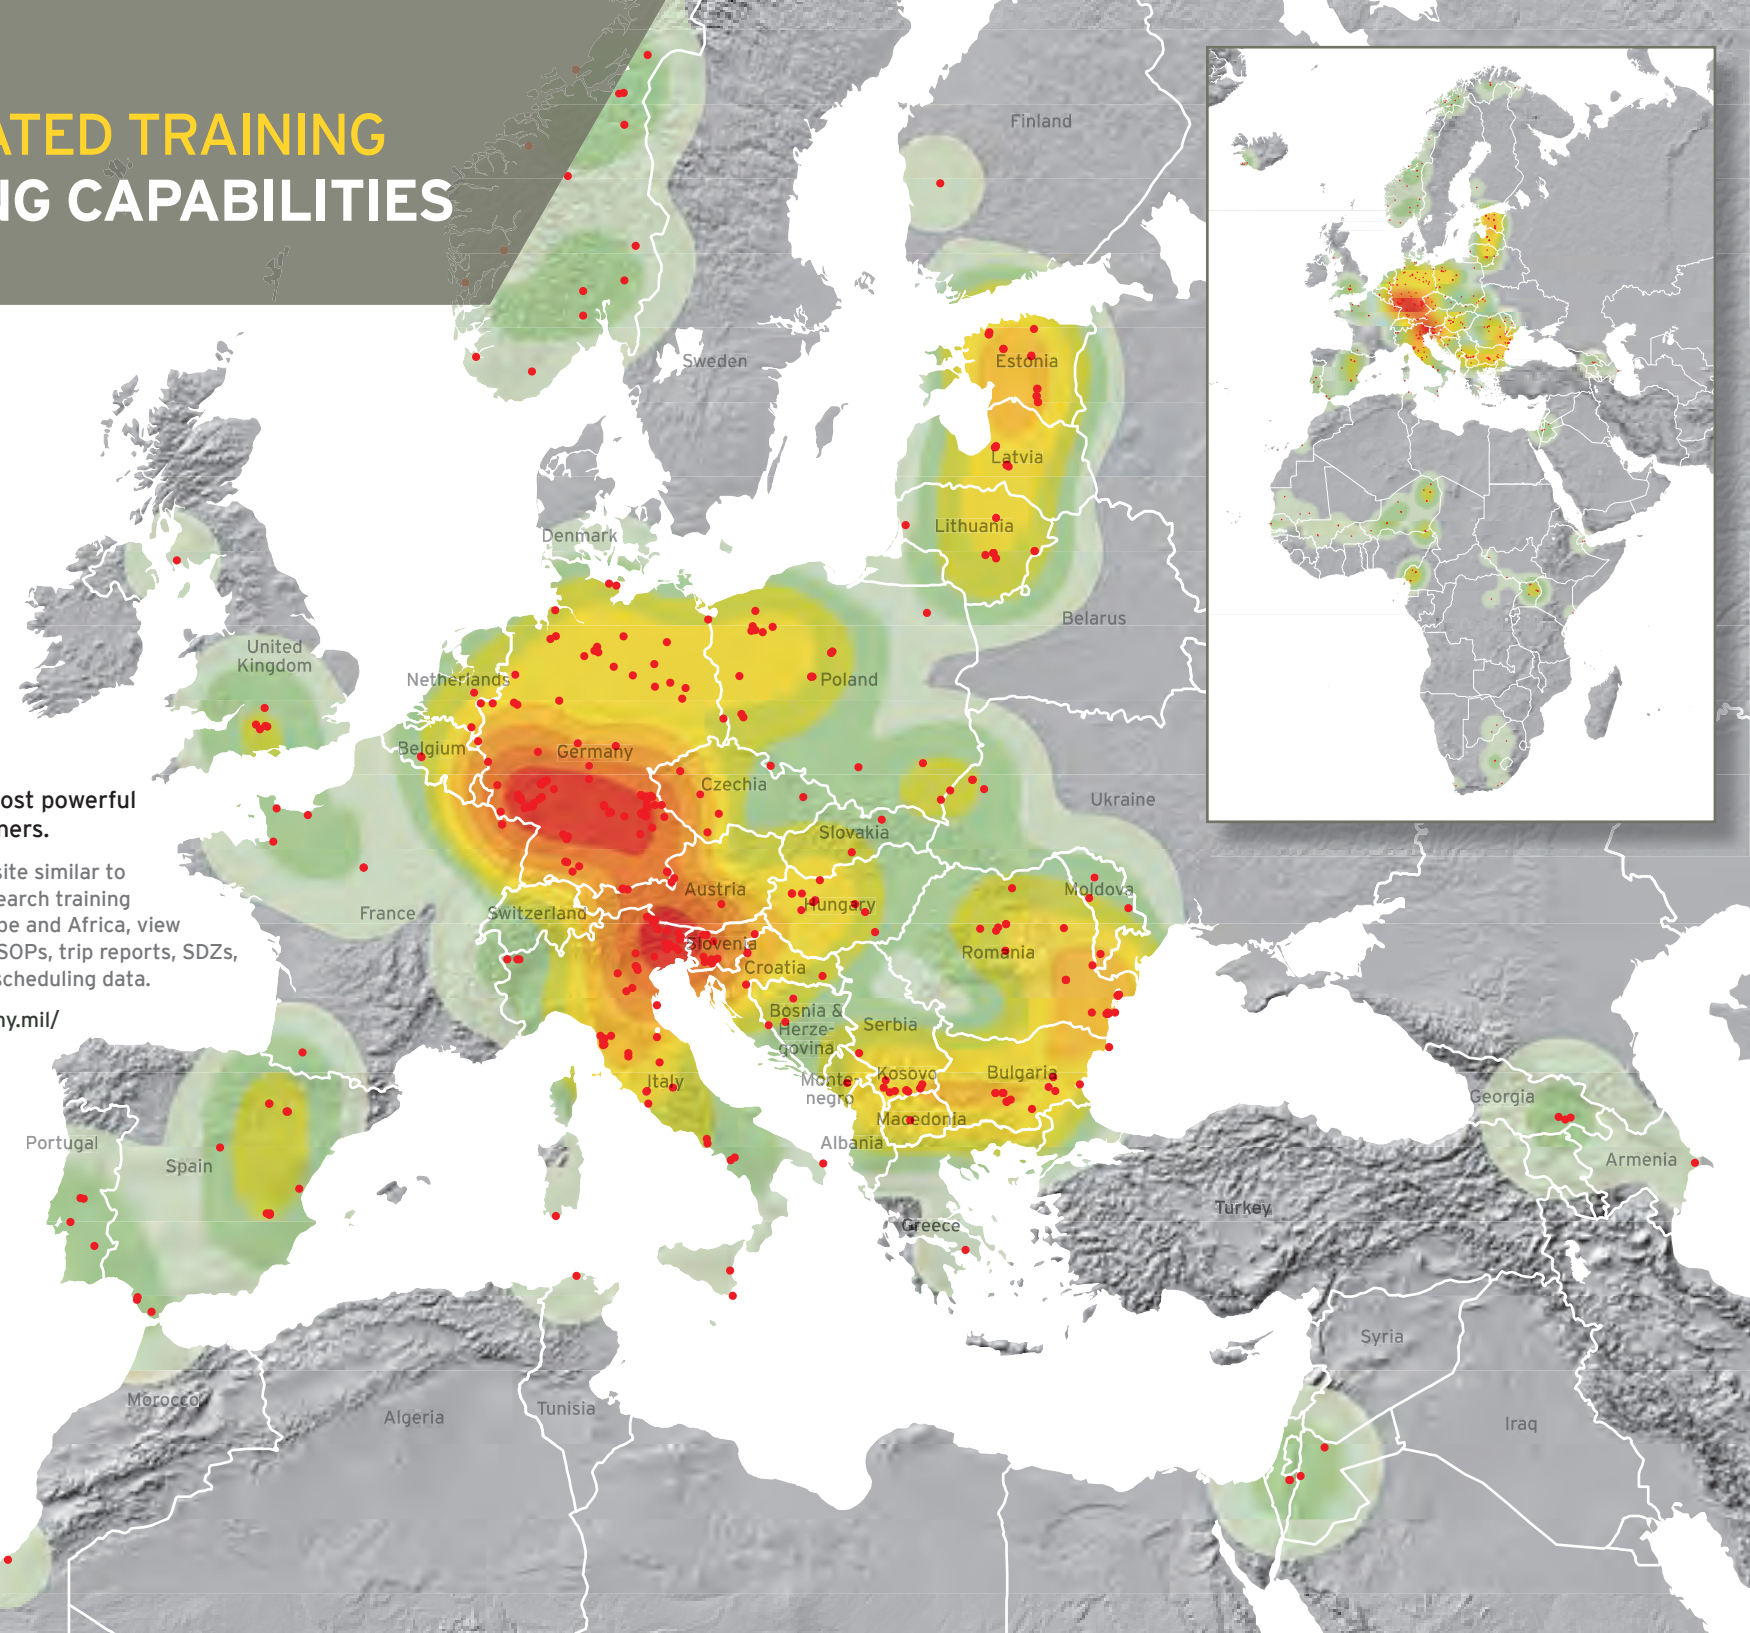 ATED TRAINING
NG CAPABILITIES
ost powerful
ners.
site similar to
earch training
pe and Africa, view
SOPs, trip reports, SDZs,
scheduling data.
my.mil/
Finland
Sweden
Estonia
Latvia
Lithuania
Denmark
Belarus
United
Kingdom
Netherlands
Poland
Belgium
Germany
Czechia
Ukraine
Slovakia
Austria
Moldova
France
Switzerland
Hungary
Slovenia
Romania
Croatia
Bosnia &
Herze-
govina
Serbia
Italy
Monte-
negro
Kosovo
Bulgaria
Macedonia
Albania
Georgia
Armenia
Portugal
Spain
Greece
Turkey
Syria
Morocco
Algeria
Tunisia
Iraq